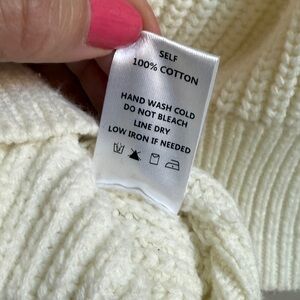 SELF
100% COTTON
HAND WASH COLD
DO NOT BLEACH
LINE DRY
LOW IRON IF NEEDED